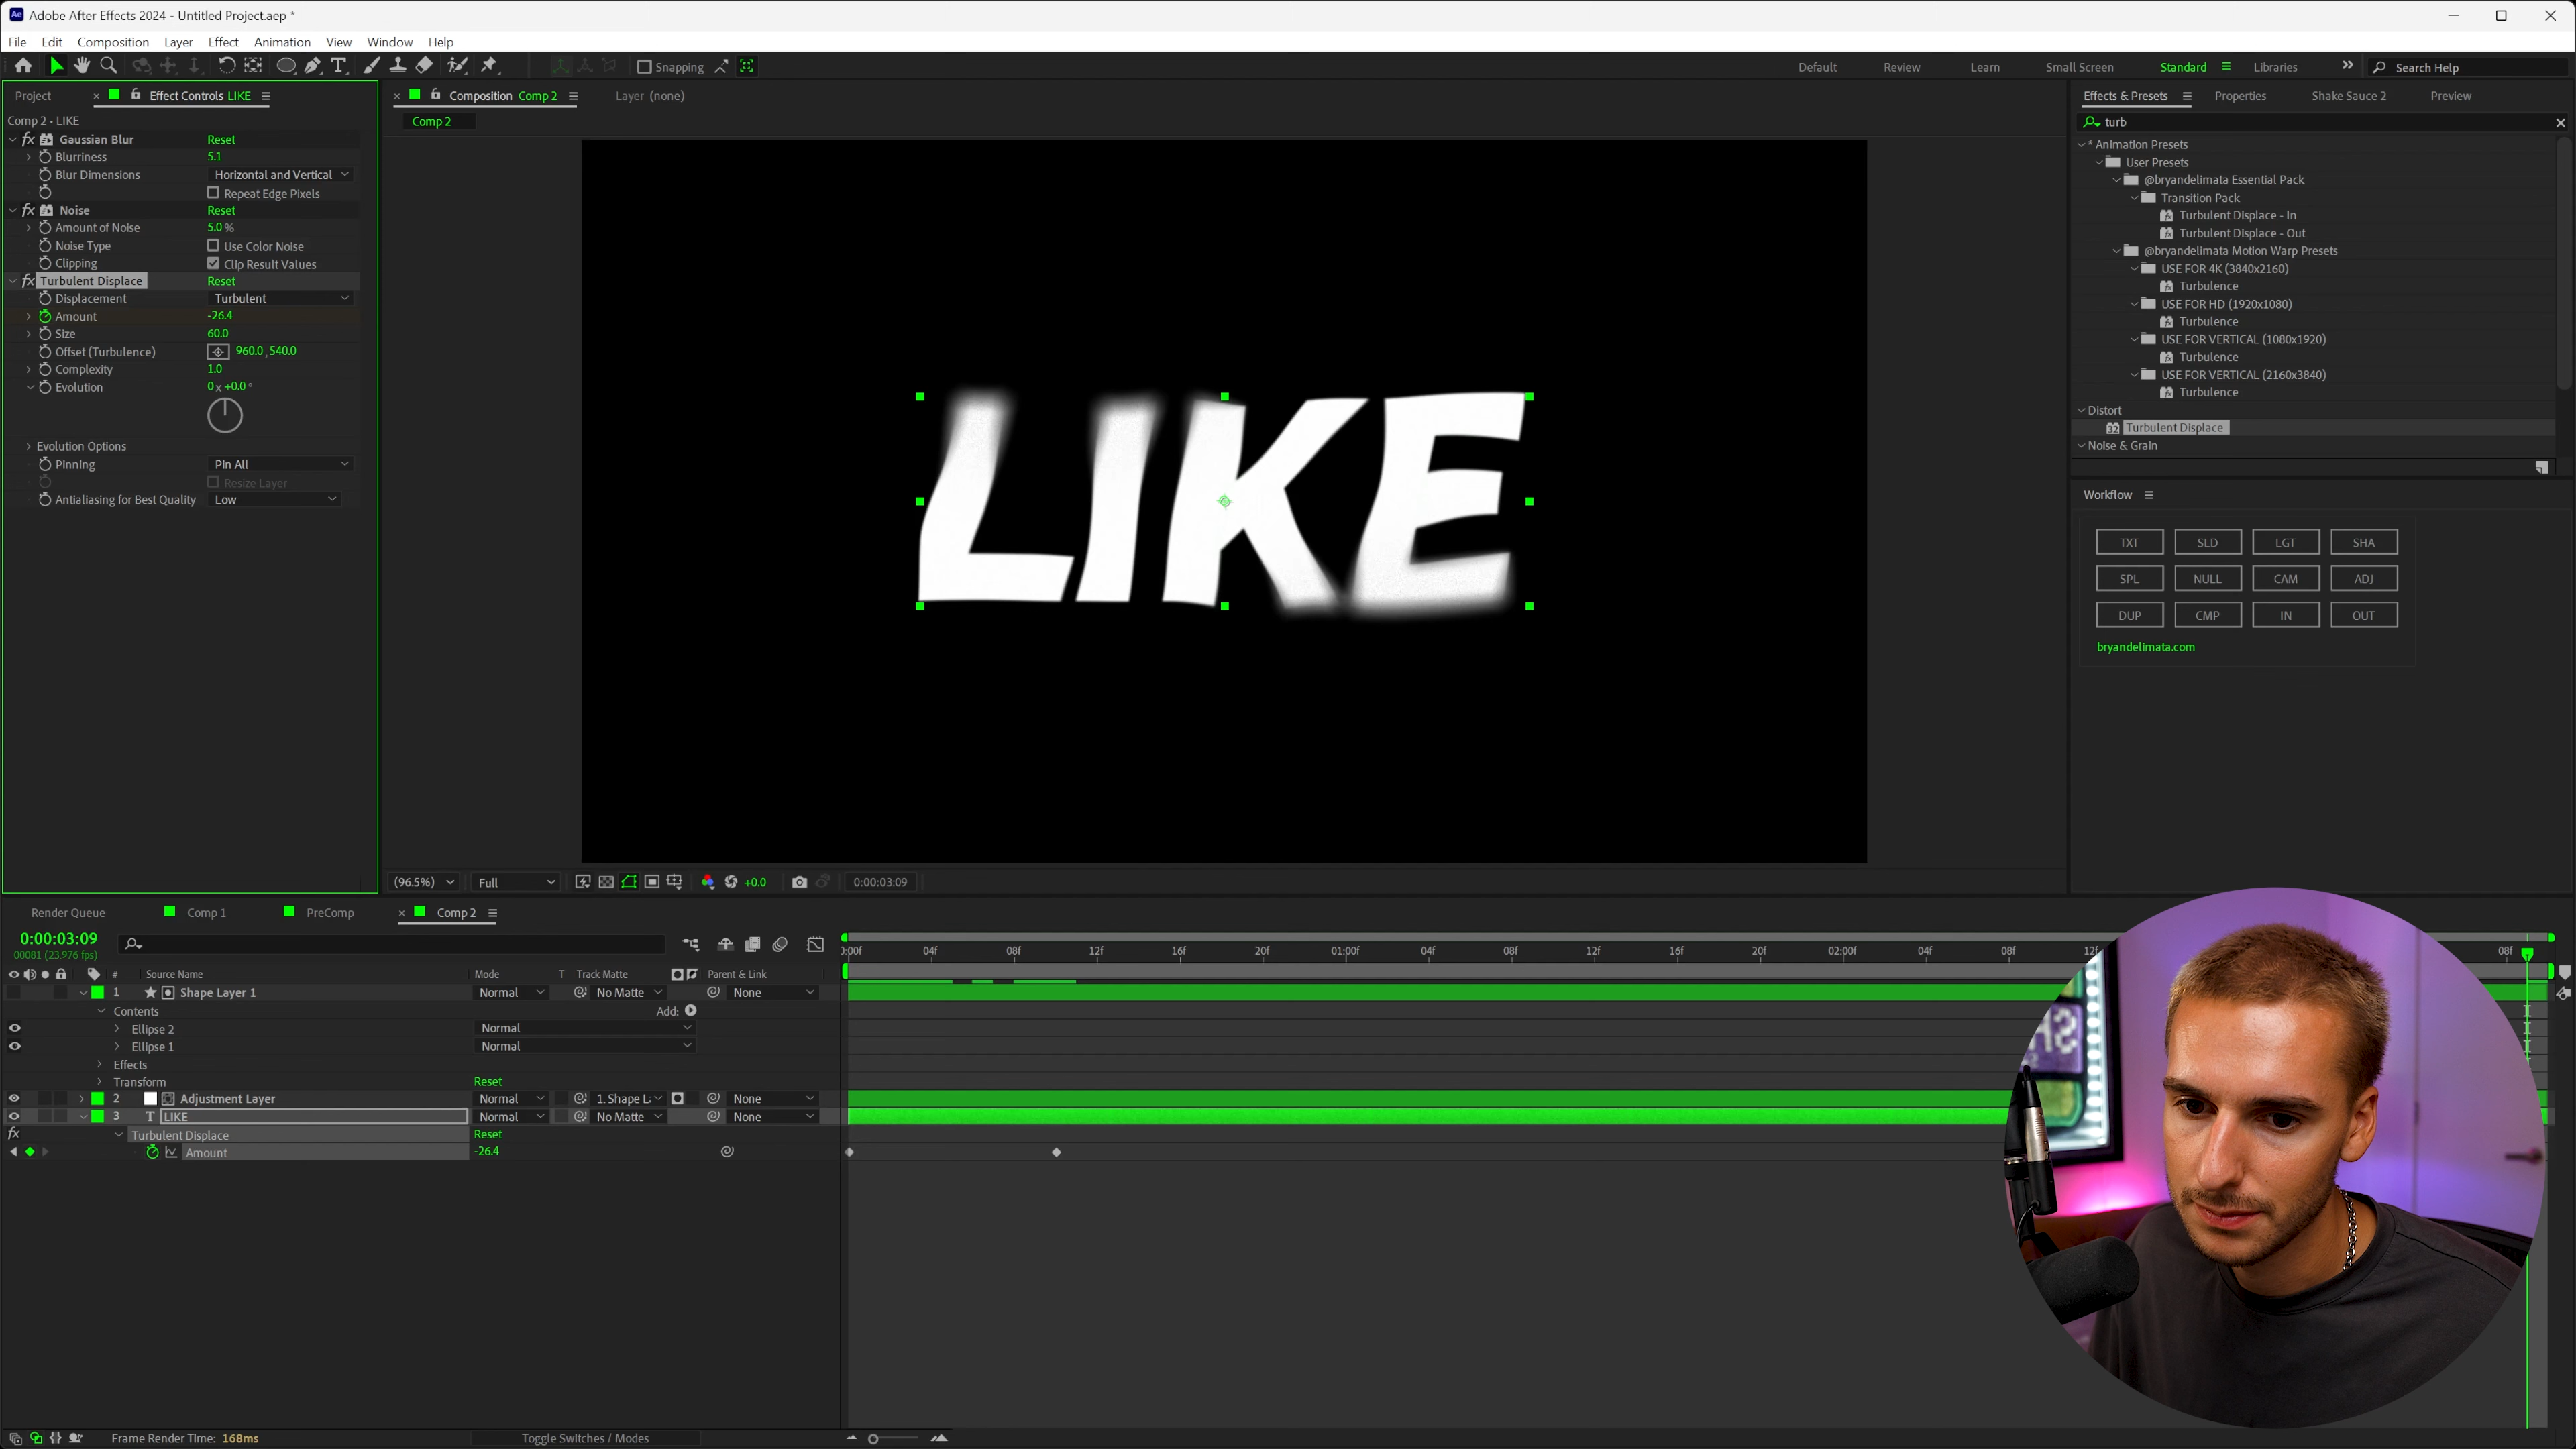 Adobe After Effects 2024 - Untitled Project.aep *
File Edit Composition Layer Effect Animation View Window Help
Snapping
Default Review Learn Small Screen Standard Libraries Search Help
Project Effect Controls LIKE
Composition Comp 2
Layer (none)
Effects & Presets Properties Shake Sauce 2 Preview
Comp 2 • LIKE
Comp 2
turb
fx Gaussian Blur Reset
Blurriness 5.1
Blur Dimensions Horizontal and Vertical
Repeat Edge Pixels
fx Noise Reset
Amount of Noise 5.0 %
Noise Type Use Color Noise
Clipping Clip Result Values
fx Turbulent Displace Reset
Displacement Turbulent
Amount -26.4
Size 60.0
Offset (Turbulence) 960.0, 540.0
Complexity 1.0
Evolution 0 x +0.0 °
Evolution Options
Pinning Pin All
Resize Layer
Antialiasing for Best Quality Low
LIKE
* Animation Presets
User Presets
@bryandelimata Essential Pack
Transition Pack
Turbulent Displace - In
Turbulent Displace - Out
@bryandelimata Motion Warp Presets
USE FOR 4K (3840x2160)
Turbulence
USE FOR HD (1920x1080)
Turbulence
USE FOR VERTICAL (1080x1920)
Turbulence
USE FOR VERTICAL (2160x3840)
Turbulence
Distort
32 Turbulent Displace
Noise & Grain
Workflow
TXT SLD LGT SHA
SPL NULL CAM ADJ
DUP CMP IN OUT
bryandelimata.com
(96.5%) Full +0.0 0:00:03:09
Render Queue Comp 1 PreComp Comp 2
0:00:03:09
00081 (23.976 fps)
04f 08f 12f 16f 20f 01:00f 04f 08f 12f 16f 20f 02:00f 04f 08f 12f 08f
# Source Name Mode T Track Matte Parent & Link
1 Shape Layer 1 Normal No Matte None
Contents Add:
Ellipse 2 Normal
Ellipse 1 Normal
Effects
Transform Reset
2 Adjustment Layer Normal 1. Shape L None
3 T LIKE Normal No Matte None
fx Turbulent Displace Reset
Amount -26.4
Frame Render Time: 168ms
Toggle Switches / Modes